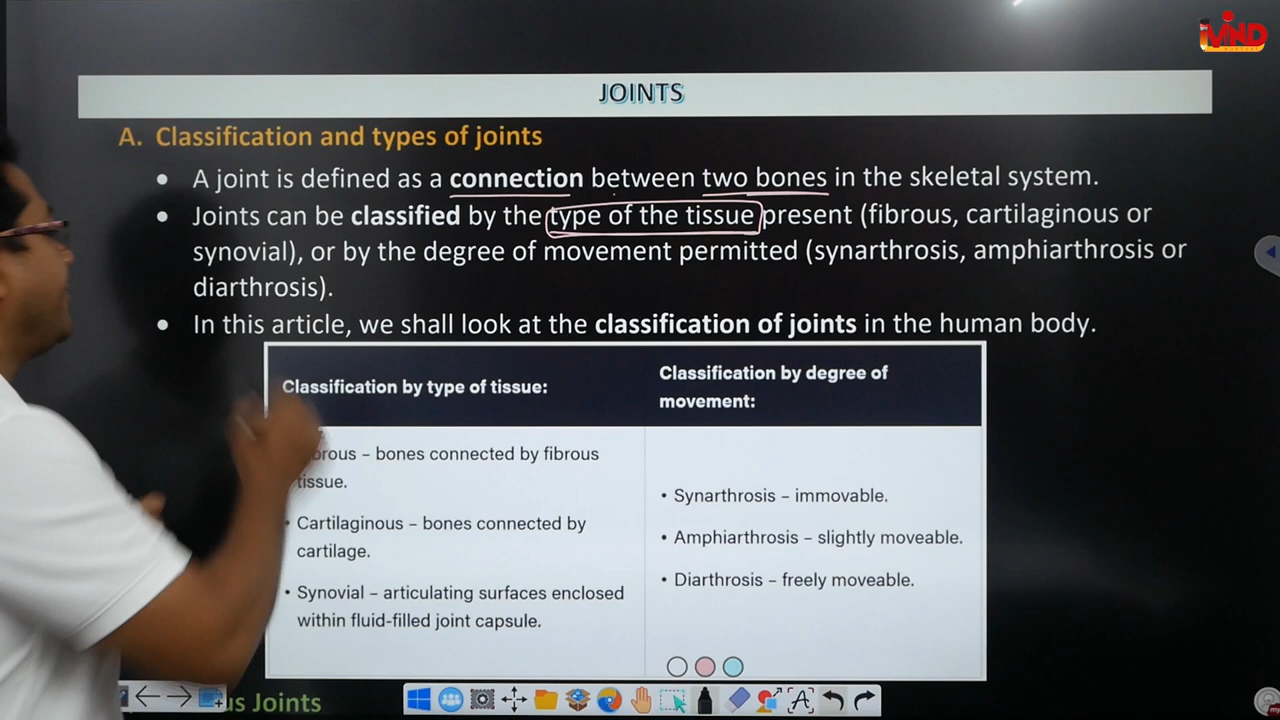 JOINTS
A. Classification and types of joints
• A joint is defined as a connection between two bones in the skeletal system.
• Joints can be classified by the type of the tissue present (fibrous, cartilaginous or
synovial), or by the degree of movement permitted (synarthrosis, amphiarthrosis or
diarthrosis).
• In this article, we shall look at the classification of joints in the human body.
Classification by type of tissue:
brous – bones connected by fibrous
tissue.
• Cartilaginous – bones connected by
cartilage.
• Synovial – articulating surfaces enclosed
within fluid-filled joint capsule.
Classification by degree of
movement:
• Synarthrosis – immovable.
• Amphiarthrosis – slightly moveable.
• Diarthrosis – freely moveable.
us Joints